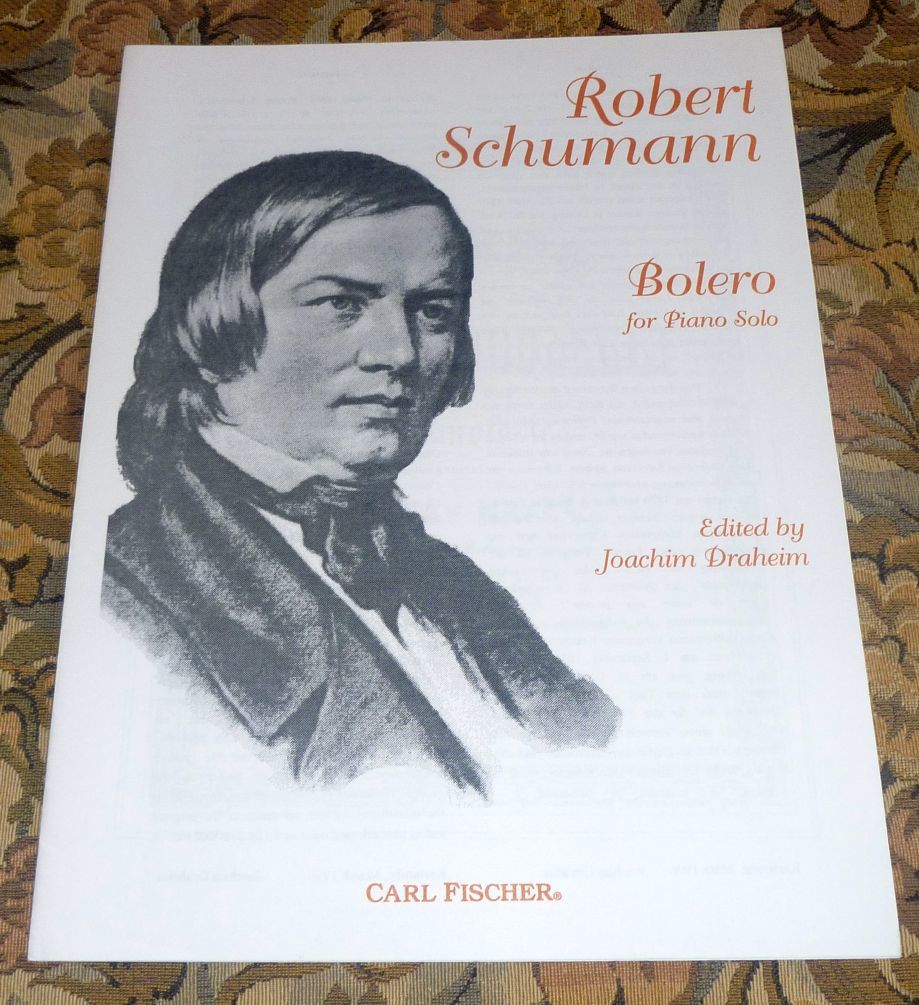 Robert
Schumann
Bolero
for Piano Solo
Edited by
Joachim Draheim
CARL FISCHER®